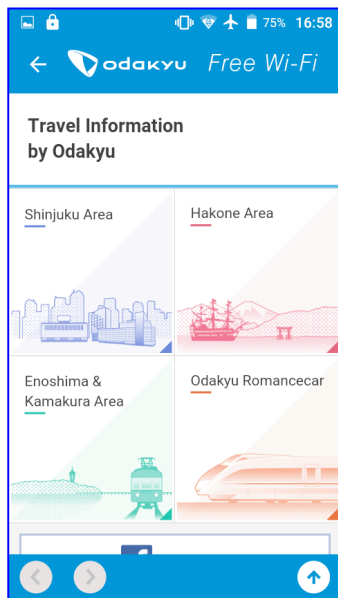 75% 16:58
odakyu Free Wi-Fi
Travel Information
by Odakyu
Shinjuku Area
Hakone Area
Enoshima &
Kamakura Area
Odakyu Romancecar